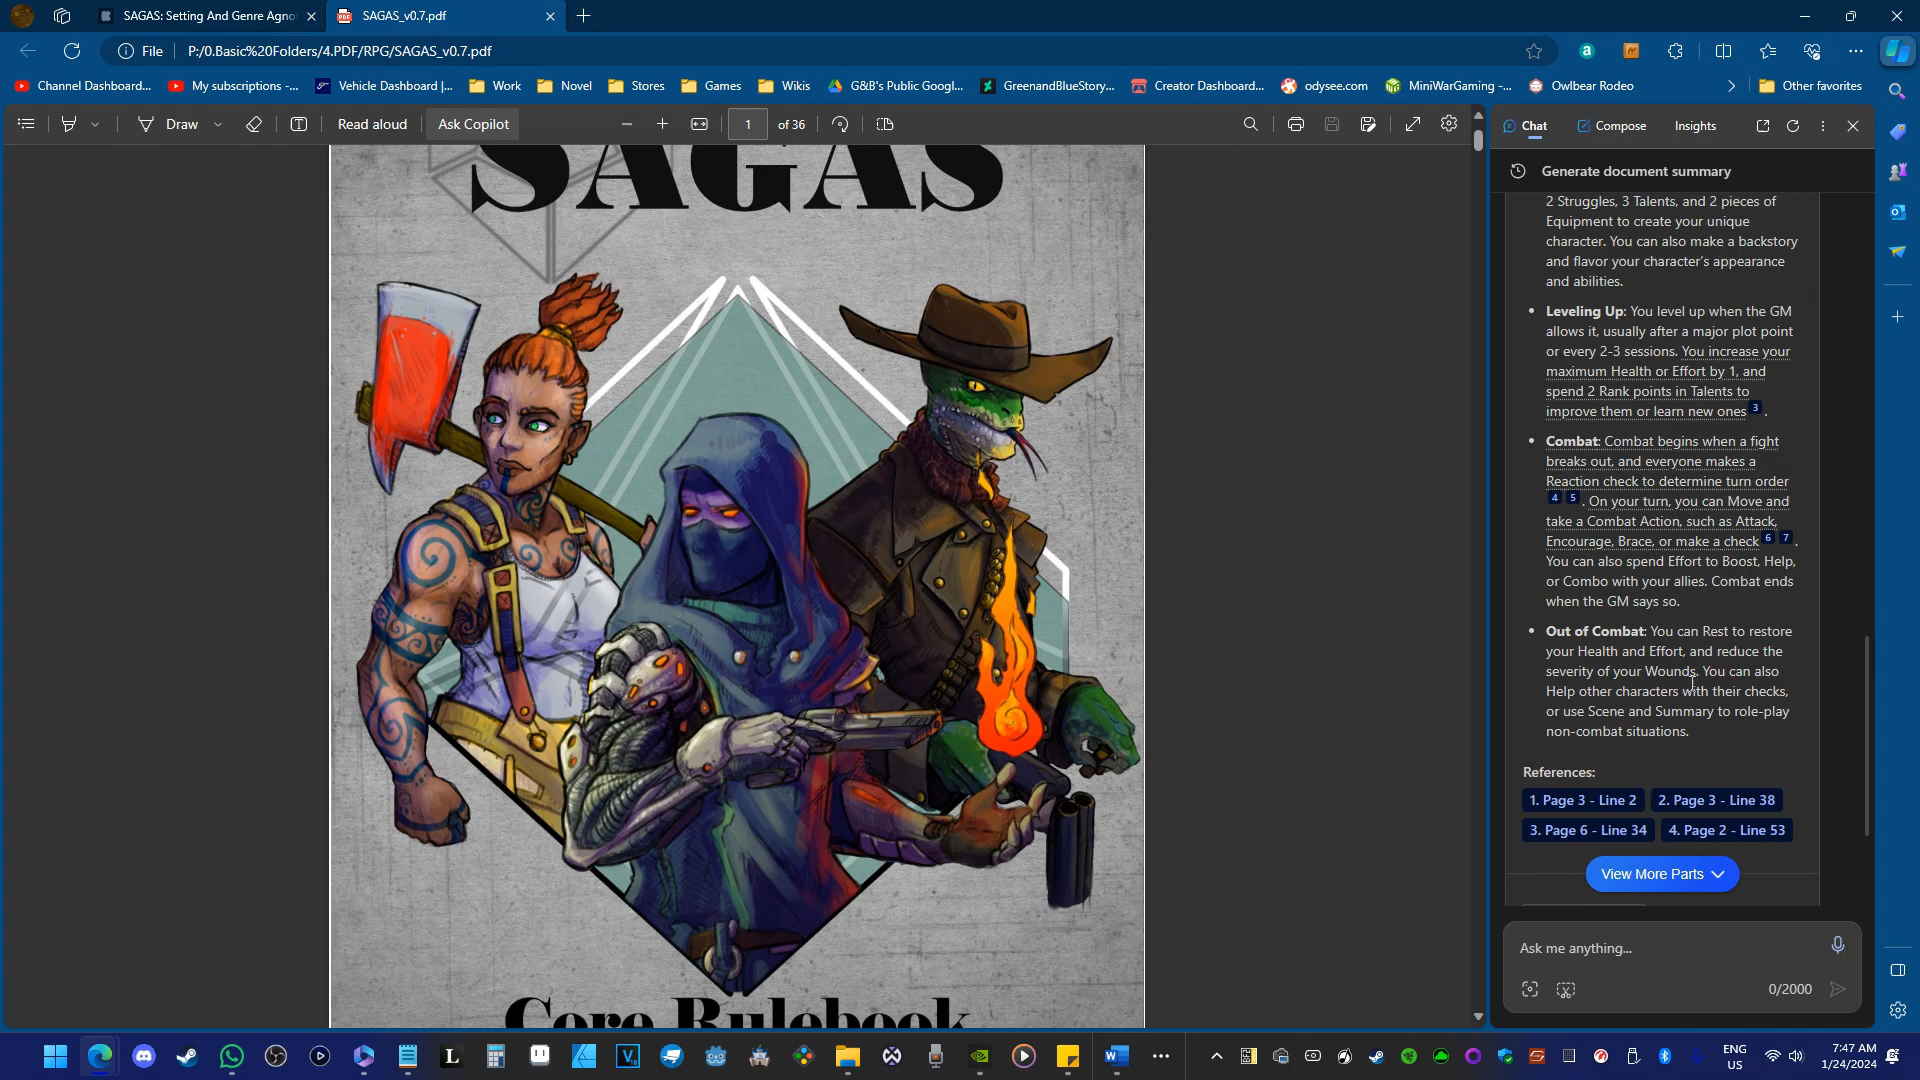 SAGAS: Setting And Genre Agno
SAGAS_v0.7.pdf
File
P:/0.Basic%20Folders/4.PDF/RPG/SAGAS_v0.7.pdf
Channel Dashboard...
My subscriptions -...
Vehicle Dashboard |...
Work
Novel
Stores
Games
Wikis
G&B's Public Googl...
GreenandBlueStory...
Creator Dashboard...
odysee.com
MiniWarGaming -...
Owlbear Rodeo
Other favorites
Draw
Read aloud
Ask Copilot
1
of 36
SAGAS
Core Rulebook
Chat
Compose
Insights
Generate document summary
2 Struggles, 3 Talents, and 2 pieces of
Equipment to create your unique
character. You can also make a backstory
and flavor your character's appearance
and abilities.
• Leveling Up: You level up when the GM
allows it, usually after a major plot point
or every 2-3 sessions. You increase your
maximum Health or Effort by 1, and
spend 2 Rank points in Talents to
improve them or learn new ones 3 .
• Combat: Combat begins when a fight
breaks out, and everyone makes a
Reaction check to determine turn order
4 5 . On your turn, you can Move and
take a Combat Action, such as Attack,
Encourage, Brace, or make a check 6 7 .
You can also spend Effort to Boost, Help,
or Combo with your allies. Combat ends
when the GM says so.
• Out of Combat: You can Rest to restore
your Health and Effort, and reduce the
severity of your Wounds. You can also
Help other characters with their checks,
or use Scene and Summary to role-play
non-combat situations.
References:
1. Page 3 - Line 2
2. Page 3 - Line 38
3. Page 6 - Line 34
4. Page 2 - Line 53
View More Parts
Ask me anything...
0/2000
ENG
US
7:47 AM
1/24/2024